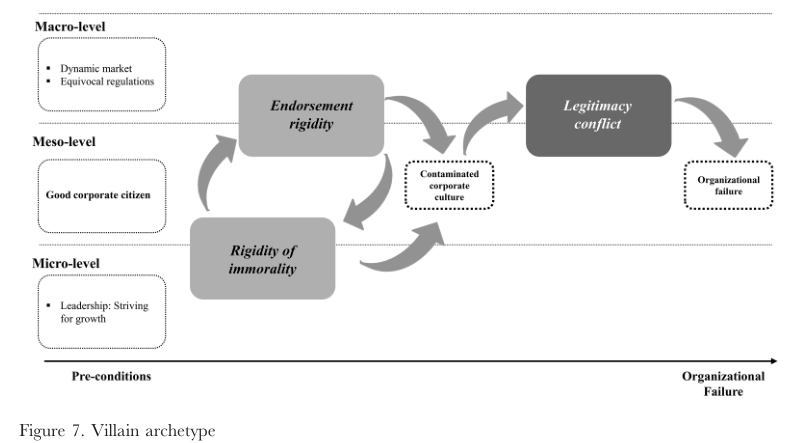 Macro-level
▪ Dynamic market
▪ Equivocal regulations
Endorsement
rigidity
Legitimacy
conflict
Meso-level
Good corporate citizen
Contaminated
corporate
culture
Organizational
failure
Rigidity of
immorality
Micro-level
▪ Leadership: Striving
for growth
Pre-conditions
Organizational
Failure
Figure 7. Villain archetype